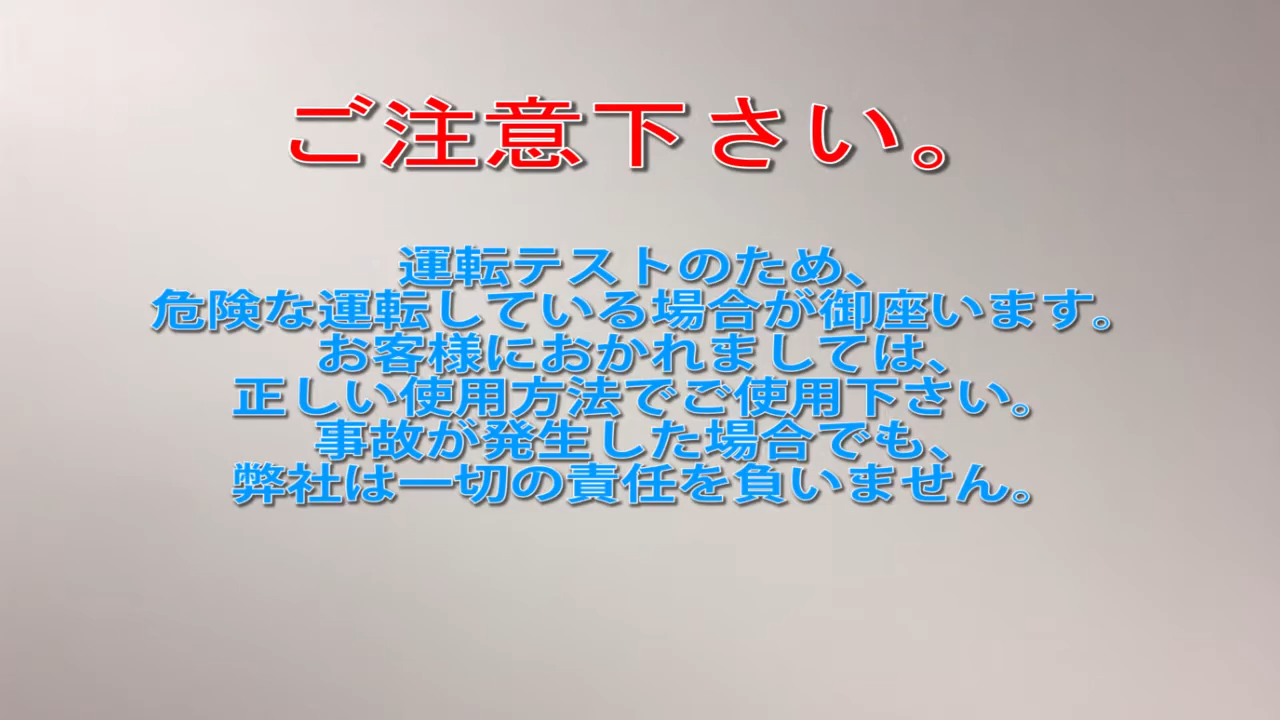 ご注意下さい。
運転テストのため、
危険な運転している場合が御座います。
お客様におかれましては、
正しい使用方法でご使用下さい。
事故が発生した場合でも、
弊社は一切の責任を負いません。